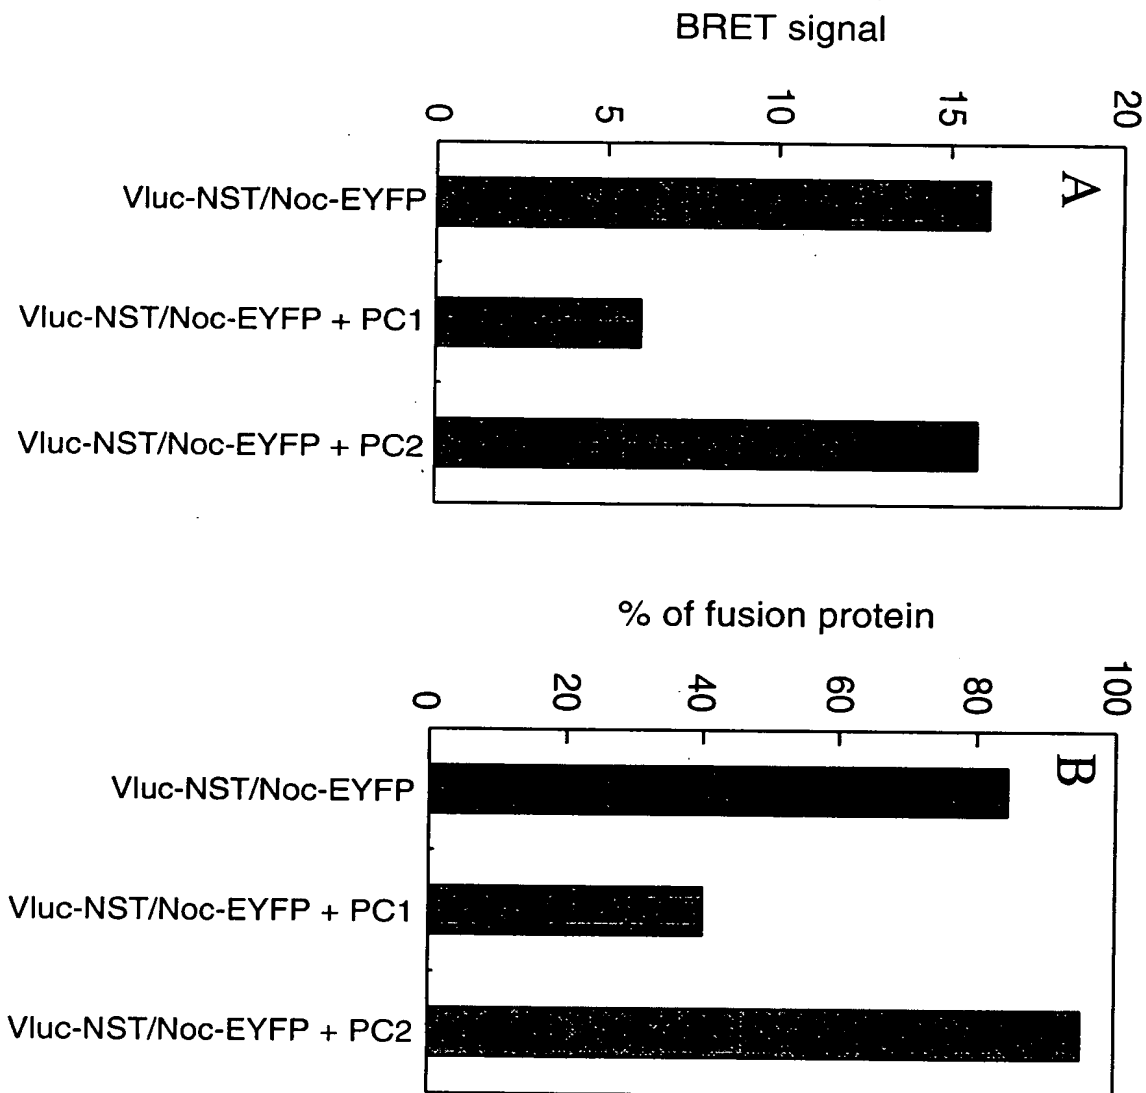 BRET signal
0
5
10
15
20
A
Vluc-NST/Noc-EYFP
Vluc-NST/Noc-EYFP + PC1
Vluc-NST/Noc-EYFP + PC2
% of fusion protein
0
20
40
60
80
100
B
Vluc-NST/Noc-EYFP
Vluc-NST/Noc-EYFP + PC1
Vluc-NST/Noc-EYFP + PC2